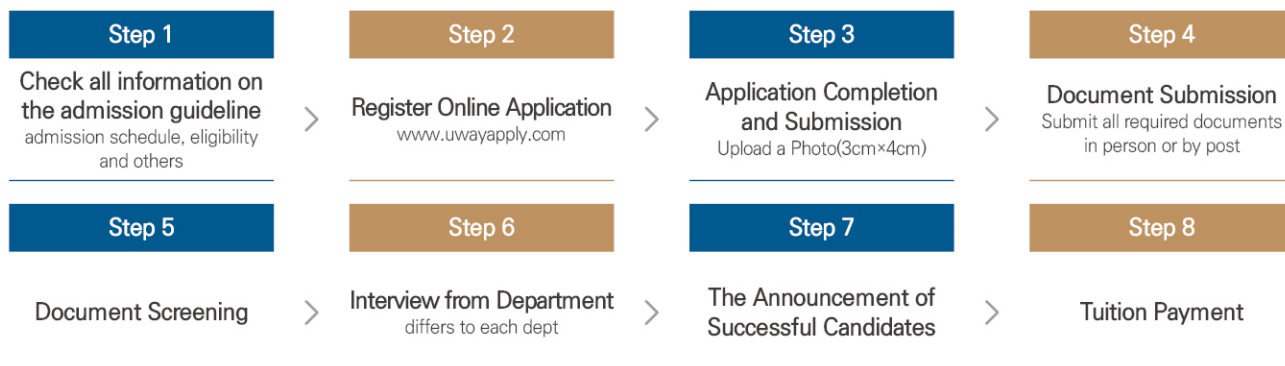 Step 1
Check all information on
the admission guideline
admission schedule, eligibility
and others
Step 2
Register Online Application
www.uwayapply.com
Step 3
Application Completion
and Submission
Upload a Photo(3cm×4cm)
Step 4
Document Submission
Submit all required documents
in person or by post
Step 5
Document Screening
Step 6
Interview from Department
differs to each dept
Step 7
The Announcement of
Successful Candidates
Step 8
Tuition Payment